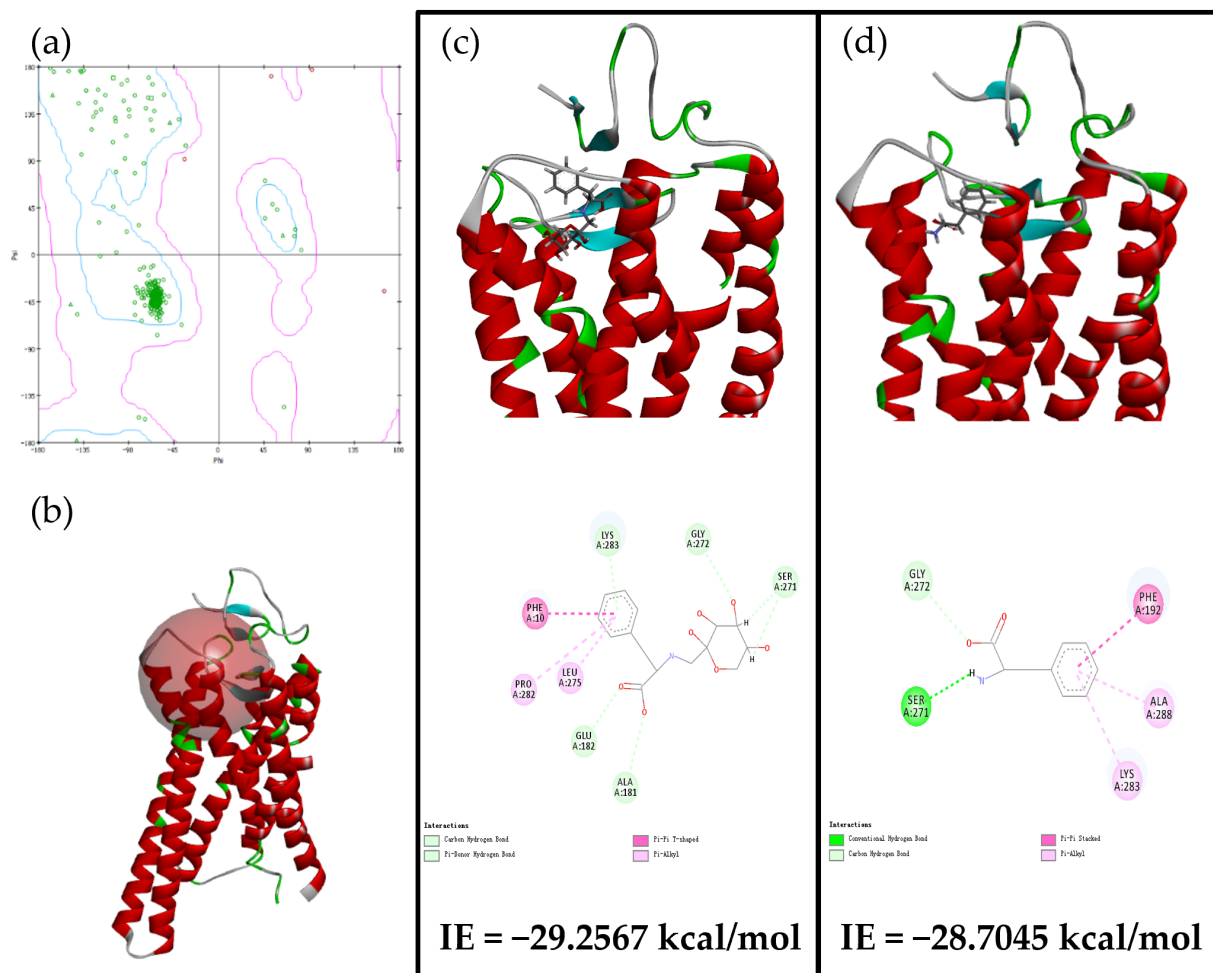 (a)
180
135
90
45
0
-45
-90
-135
-180
Psi
-180
-135
-90
-45
0
45
90
135
180
Phi
(b)
(c)
LYS
A:283
GLY
A:272
SER
A:271
PHE
A:10
PRO
A:282
LEU
A:275
GLU
A:182
ALA
A:181
O
O
H
O
H
O
O
O
N
O
O
Interactions
Carbon Hydrogen Bond
Pi-Donor Hydrogen Bond
Pi-Pi T-shaped
Pi-Alkyl
IE = −29.2567 kcal/mol
(d)
GLY
A:272
PHE
A:192
SER
A:271
ALA
A:288
LYS
A:283
O
O
H
N
Interactions
Conventional Hydrogen Bond
Carbon Hydrogen Bond
Pi-Pi Stacked
Pi-Alkyl
IE = −28.7045 kcal/mol